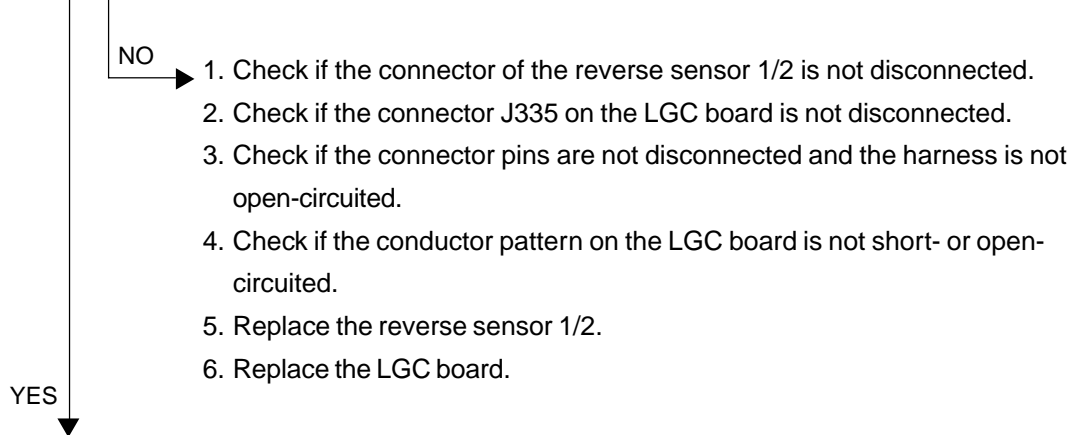 NO
1. Check if the connector of the reverse sensor 1/2 is not disconnected.
2. Check if the connector J335 on the LGC board is not disconnected.
3. Check if the connector pins are not disconnected and the harness is not
open-circuited.
4. Check if the conductor pattern on the LGC board is not short- or open-
circuited.
5. Replace the reverse sensor 1/2.
6. Replace the LGC board.
YES